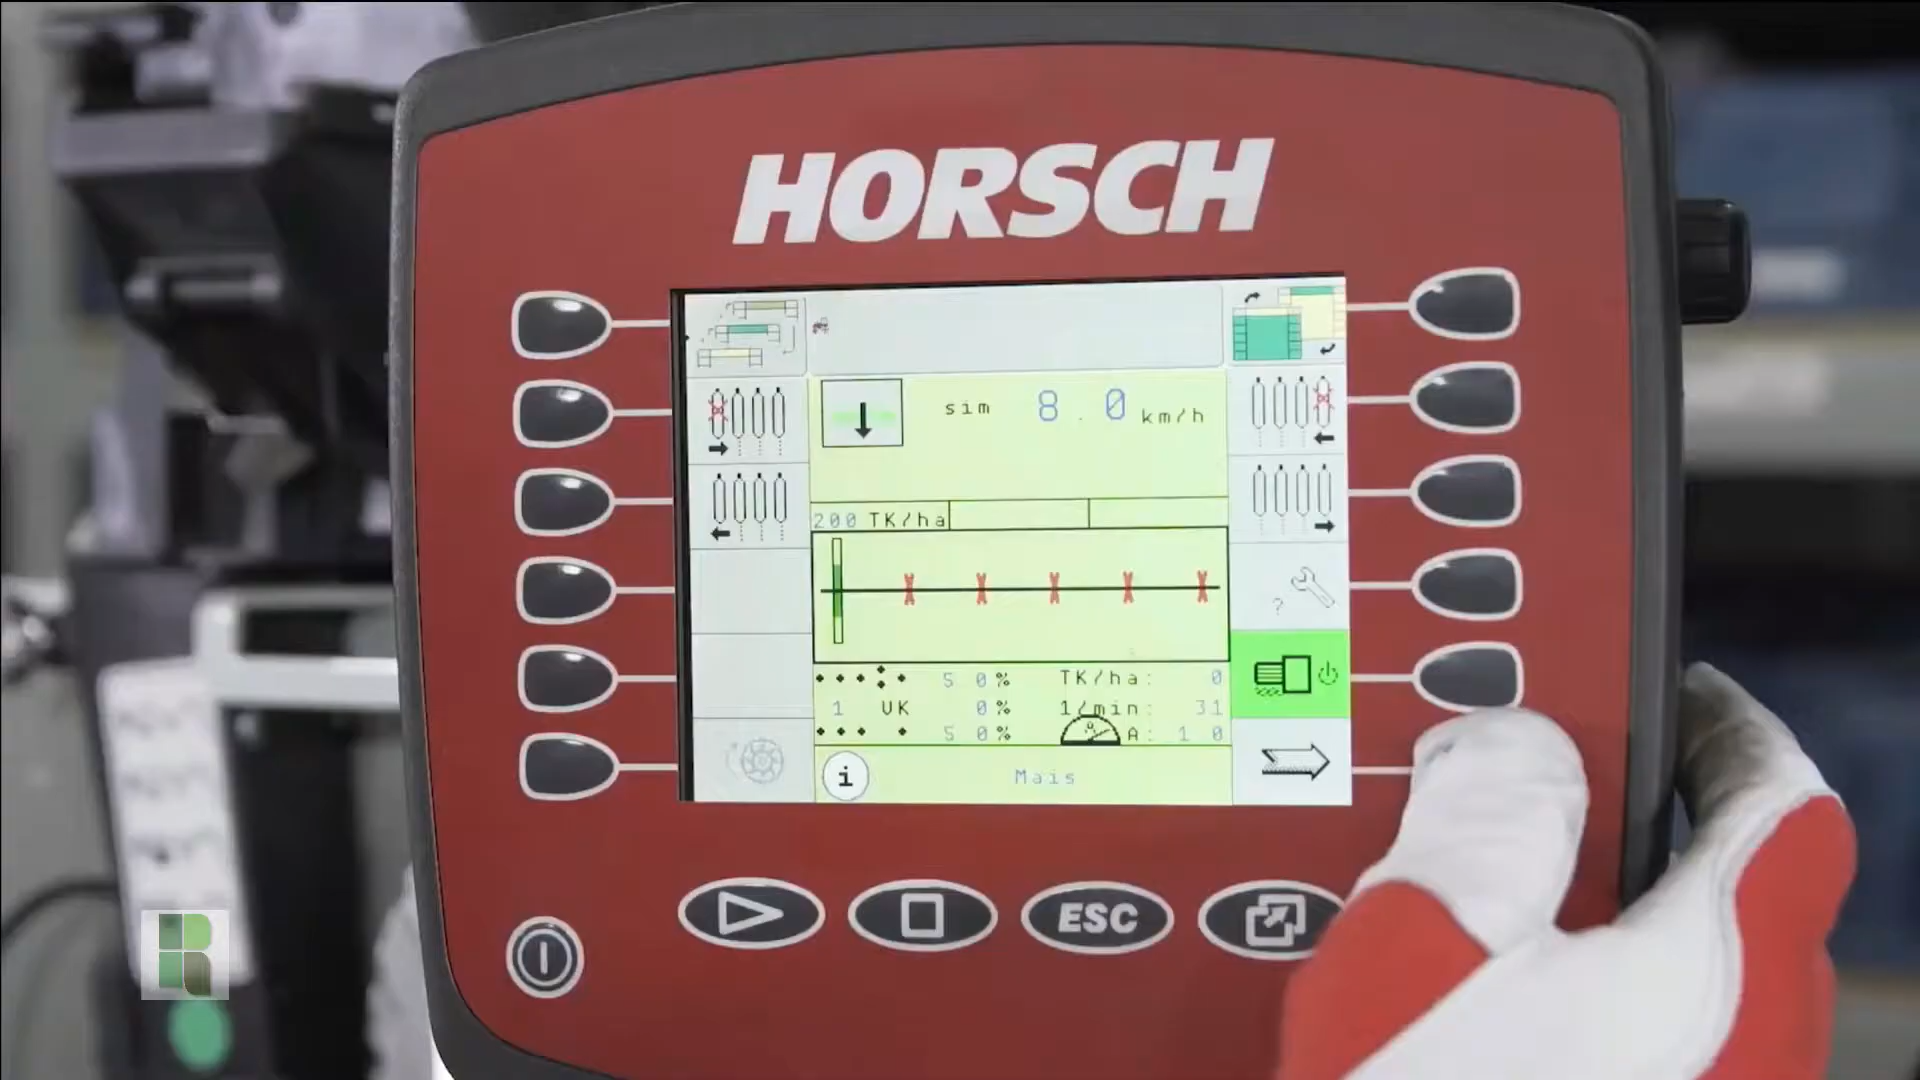 HORSCH
sim 8.0 km/h
200 TK/ha
50% TK/ha: 0
1 UK 0% 1/min: 31
50% A A: 10
i Mais
?
ESC
R